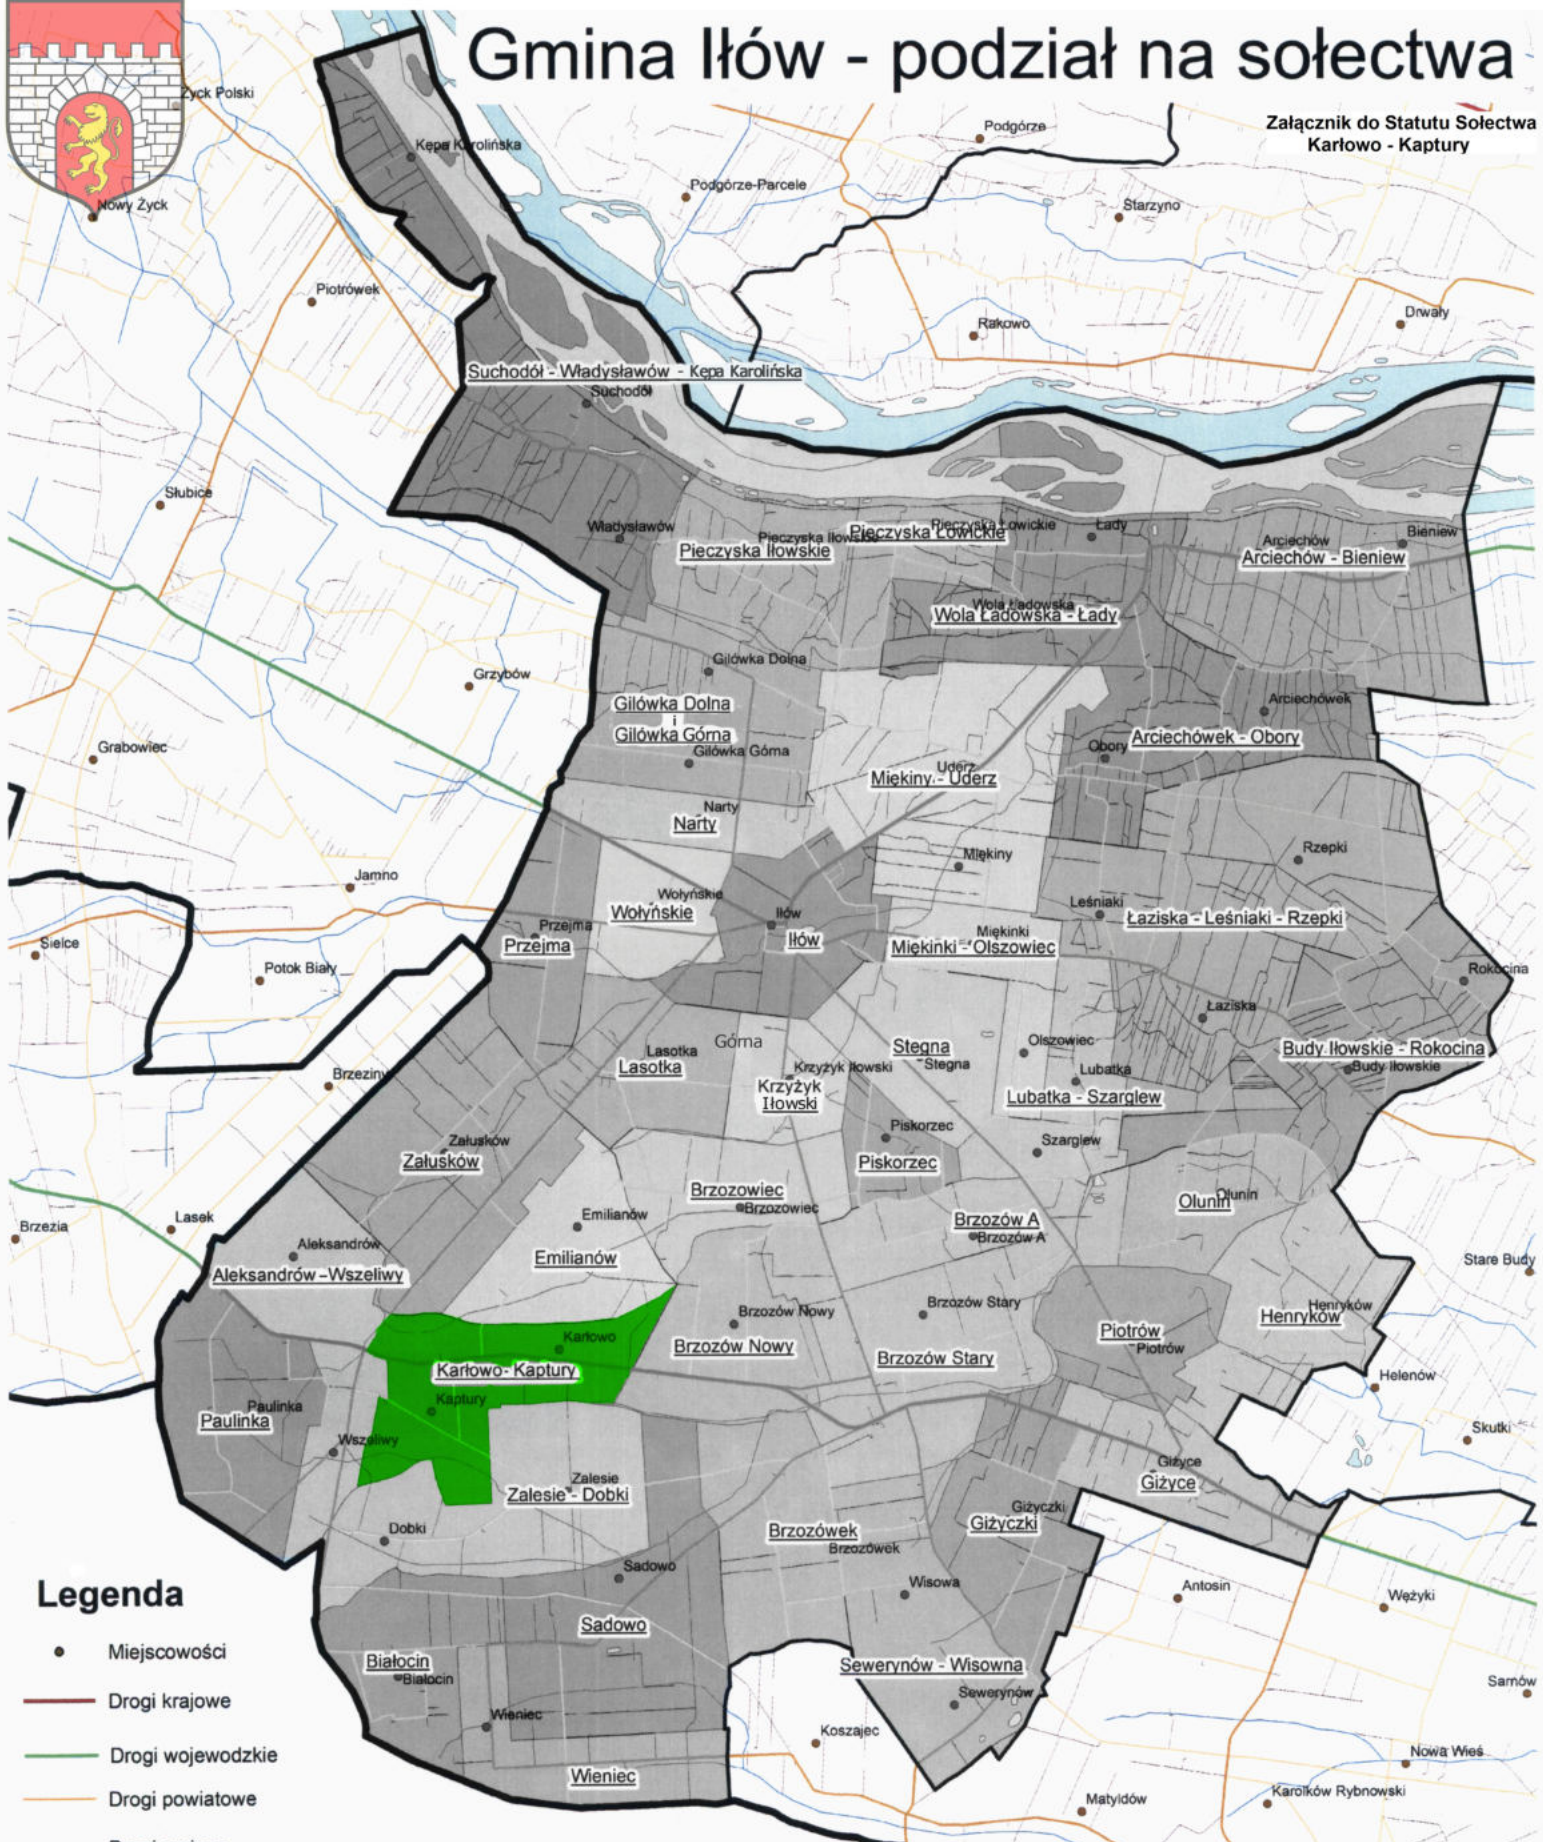 Gmina Iłów - podział na sołectwa
Załącznik do Statutu Sołectwa
Karłowo - Kaptury
Życk Polski
Nowy Życk
Kępa Karolińska
Podgórze
Podgórze-Parcele
Starzyno
Piotrówek
Rakowo
Drwały
Suchodół - Władysławów - Kępa Karolińska
Suchodół
Słubice
Władysławów
Pieczyska Iłowskie
Pieczyska Iłowskie
Pieczyska Łowickie
Pieczyska Łowickie
Łady
Arciechów
Bieniew
Arciechów - Bieniew
Wola Ładowska
Wola Ładowska - Łady
Gilówka Dolna
Grzybów
Gilówka Dolna
i
Gilówka Górna
Gilówka Górna
Arciechówek
Arciechówek - Obory
Obory
Grabowiec
Uderz
Miękiny - Uderz
Narty
Narty
Rzepki
Miękiny
Jamno
Wołyńskie
Wołyńskie
Leśniaki
Łaziska - Leśniaki - Rzepki
Iłów
Iłów
Przejma
Przejma
Miękinki
Miękinki - Olszowiec
Sielce
Potok Biały
Rokocina
Łaziska
Górna
Lasotka
Lasotka
Stegna
Stegna
Olszowiec
Budy Iłowskie - Rokocina
Budy Iłowskie
Krzyżyk Iłowski
Krzyżyk
Iłowski
Lubatka
Lubatka - Szarglew
Brzeziny
Piskorzec
Piskorzec
Szarglew
Załusków
Załusków
Brzozowiec
Brzozowiec
Olunin
Olunin
Brzezia
Lasek
Emilianów
Emilianów
Brzozów A
Brzozów A
Aleksandrów
Aleksandrów - Wszeliwy
Stare Budy
Karłowo
Karłowo - Kaptury
Kaptury
Brzozów Nowy
Brzozów Nowy
Brzozów Stary
Brzozów Stary
Piotrów
Piotrów
Henryków
Henryków
Helenów
Paulinka
Paulinka
Wszeliwy
Skutki
Zalesie
Zalesie - Dobki
Giżyce
Giżyce
Dobki
Giżyczki
Giżyczki
Brzozówek
Brzozówek
Sadowo
Sadowo
Wisowa
Antosin
Wężyki
Białocin
Białocin
Sewerynów - Wisowna
Sewerynów
Sarnów
Wieniec
Wieniec
Koszajec
Nowa Wieś
Matyldów
Karolków Rybnowski
Legenda
Miejscowości
Drogi krajowe
Drogi wojewodzkie
Drogi powiatowe